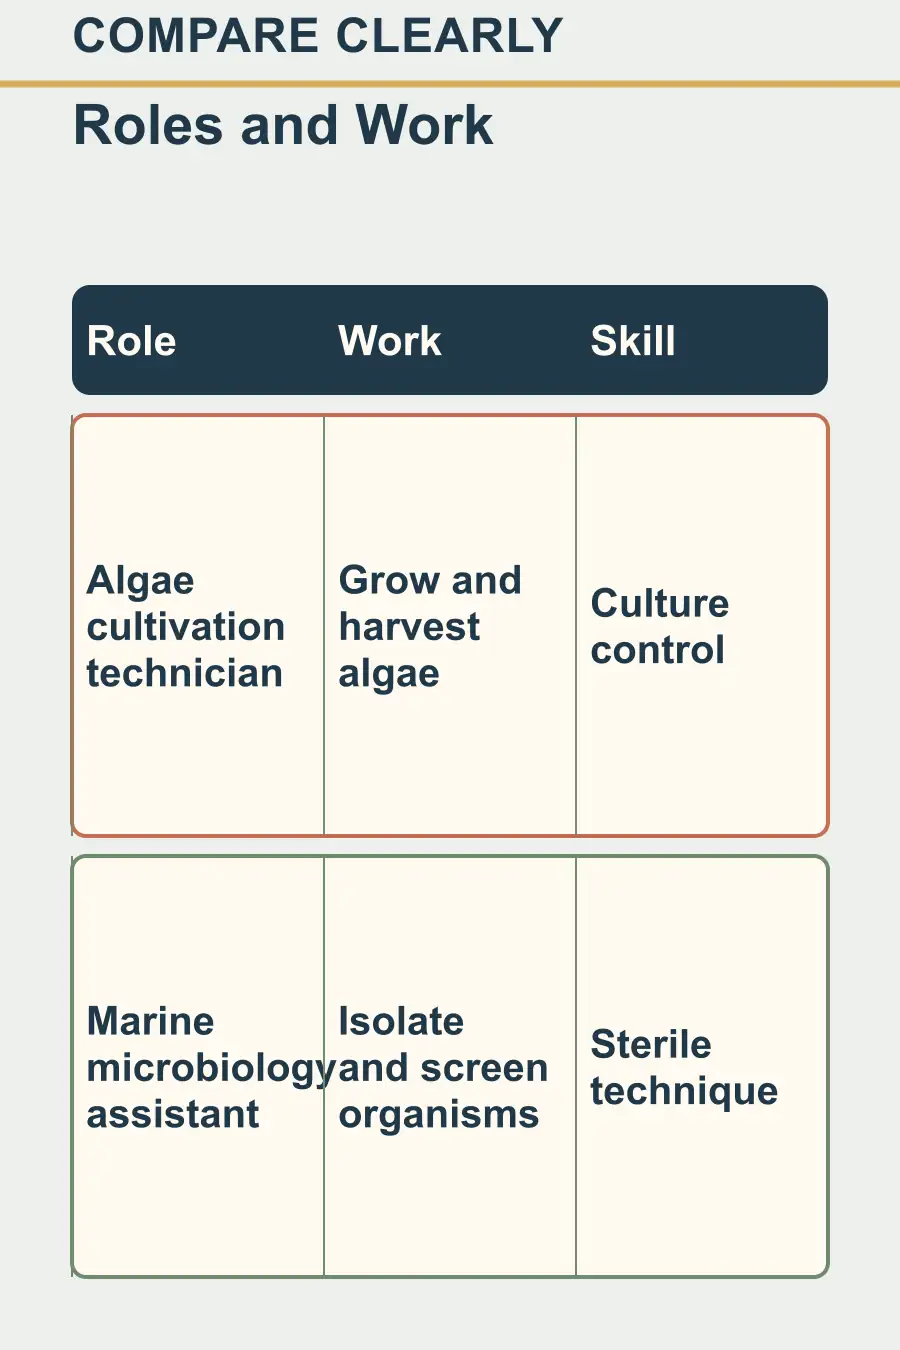 COMPARE CLEARLY
Roles and Work
Role Work Skill
Algae
cultivation
technician
Grow and
harvest
algae
Culture
control
Marine
microbiology
assistant
Isolate
and screen
organisms
Sterile
technique